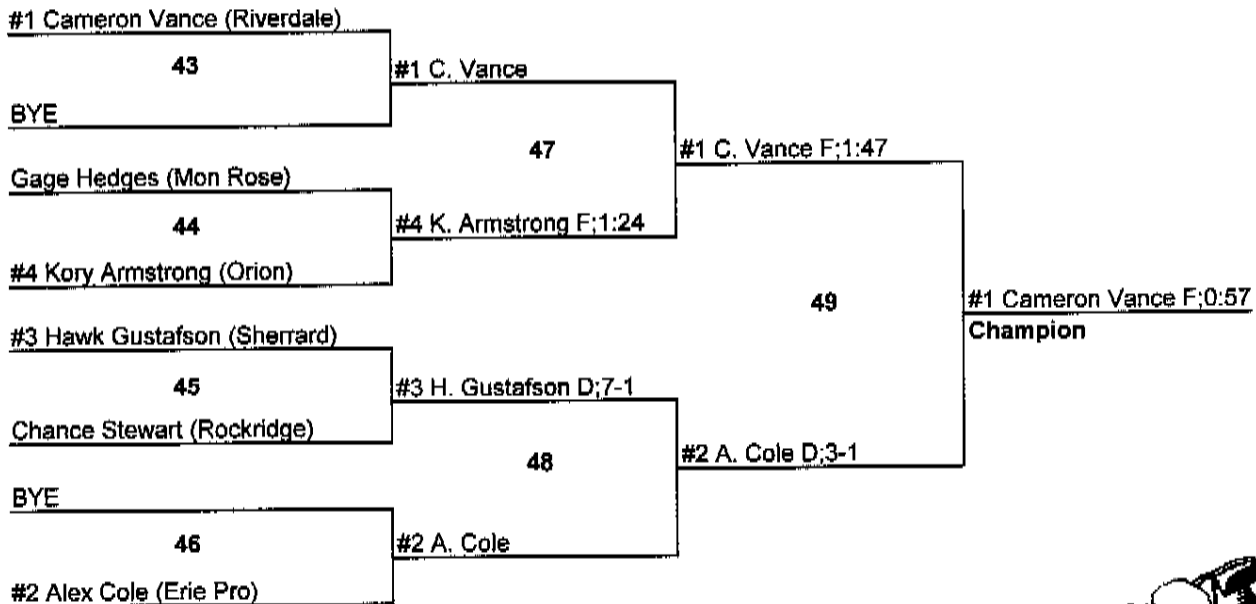 #1 Cameron Vance (Riverdale)
43
BYE
#1 C. Vance
Gage Hedges (Mon Rose)
44
#4 Kory Armstrong (Orion)
#4 K. Armstrong F;1:24
47
#1 C. Vance F;1:47
#3 Hawk Gustafson (Sherrard)
45
Chance Stewart (Rockridge)
#3 H. Gustafson D;7-1
BYE
46
#2 Alex Cole (Erie Pro)
#2 A. Cole
48
#2 A. Cole D;3-1
49
#1 Cameron Vance F;0:57
Champion